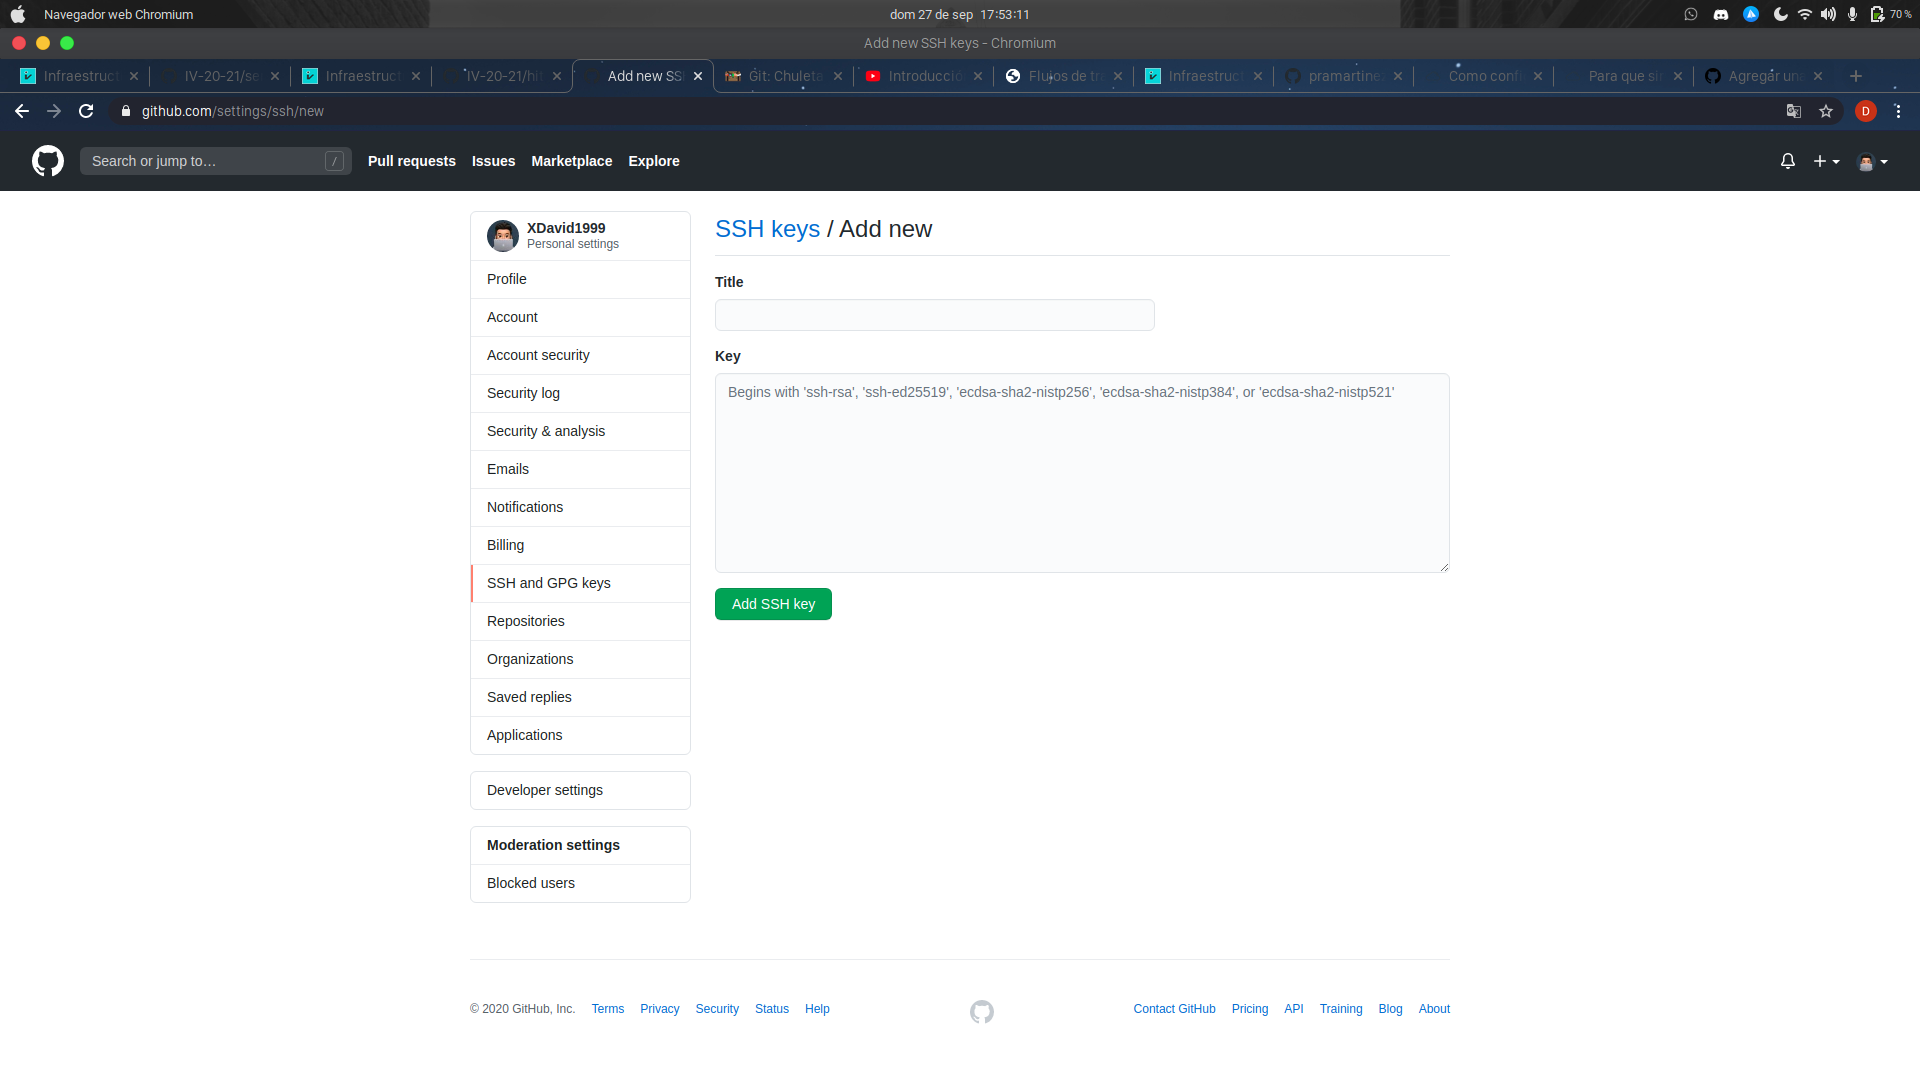 Navegador web Chromium
dom 27 de sep 17:53:11
70 %
Add new SSH keys - Chromium
Infraestruct
IV-20-21/se
Infraestruct
IV-20-21/hit
Add new SS
Git: Chuleta
Introducció
Flujos de tra
Infraestruct
pramartinez
Como confi
Para que sir
Agregar una
github.com/settings/ssh/new
D
Search or jump to…
/
Pull requests
Issues
Marketplace
Explore
XDavid1999
Personal settings
Profile
Account
Account security
Security log
Security & analysis
Emails
Notifications
Billing
SSH and GPG keys
Repositories
Organizations
Saved replies
Applications
Developer settings
Moderation settings
Blocked users
SSH keys / Add new
Title
Key
Begins with 'ssh-rsa', 'ssh-ed25519', 'ecdsa-sha2-nistp256', 'ecdsa-sha2-nistp384', or 'ecdsa-sha2-nistp521'
Add SSH key
© 2020 GitHub, Inc.
Terms
Privacy
Security
Status
Help
Contact GitHub
Pricing
API
Training
Blog
About